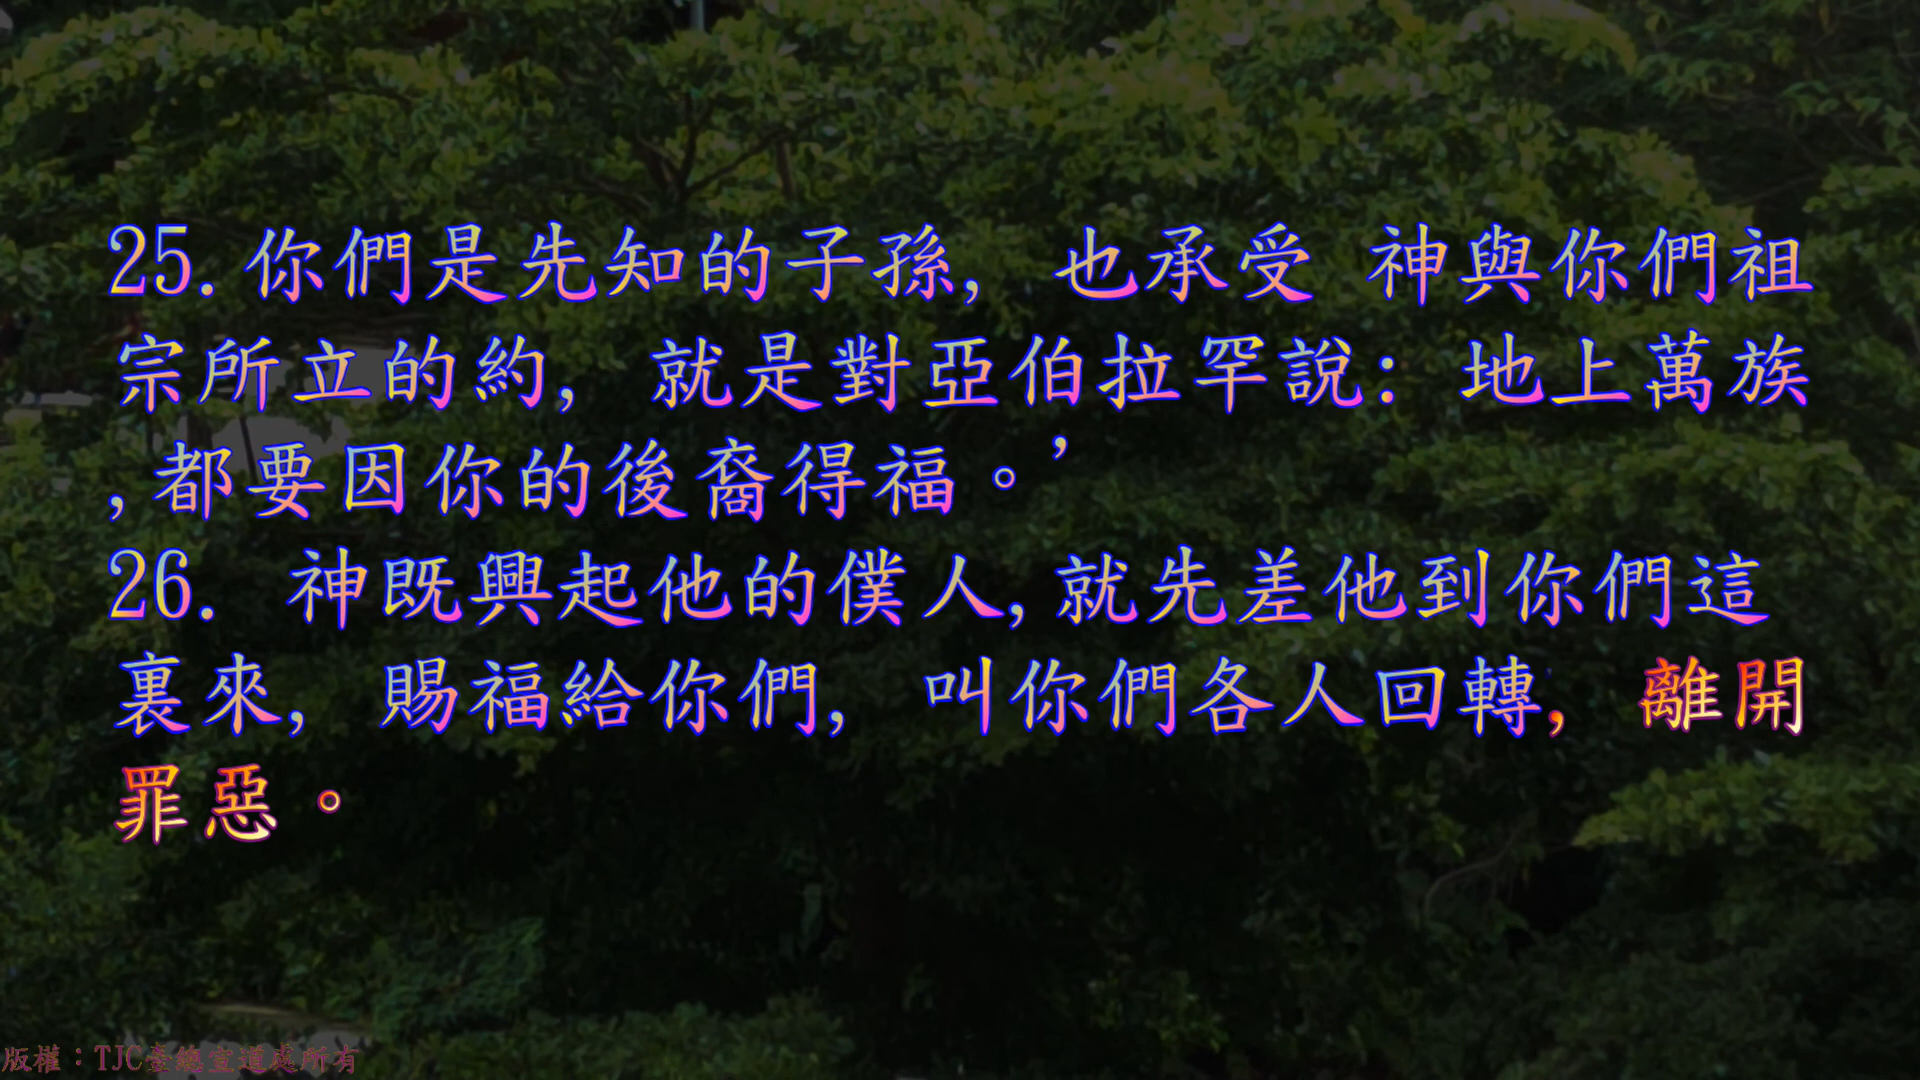 25.你們是先知的子孫, 也承受 神與你們祖
宗所立的約, 就是對亞伯拉罕說: 地上萬族
,都要因你的後裔得福。’
26. 神既興起他的僕人,就先差他到你們這
裏來, 賜福給你們, 叫你們各人回轉, 離開
罪惡。
版權：TJC臺總宣道處所有